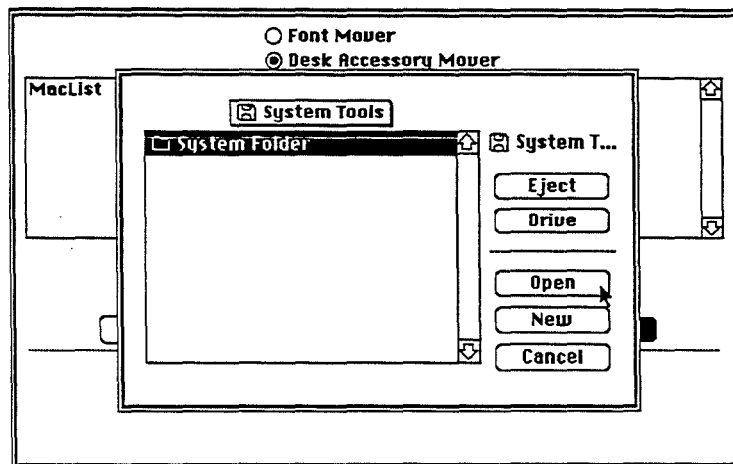 Font Mover
Desk Accessory Mover
MacList
System Tools
System Folder
System T...
Eject
Drive
Open
New
Cancel